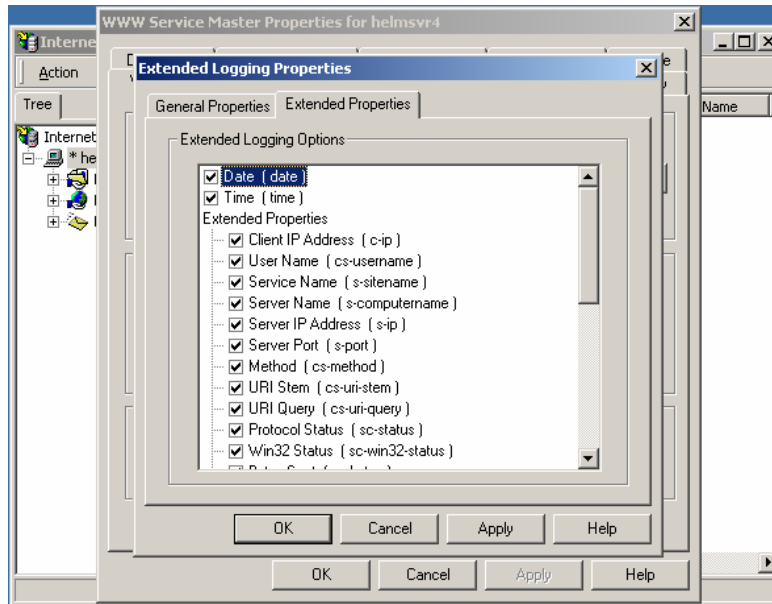 WWW Service Master Properties for helmsvr4
Interne
Action
Tree
Internet
* he
Name
Extended Logging Properties
General Properties
Extended Properties
Extended Logging Options
Date ( date )
Time ( time )
Extended Properties
Client IP Address ( c-ip )
User Name ( cs-username )
Service Name ( s-sitename )
Server Name ( s-computername )
Server IP Address ( s-ip )
Server Port ( s-port )
Method ( cs-method )
URI Stem ( cs-uri-stem )
URI Query ( cs-uri-query )
Protocol Status ( sc-status )
Win32 Status ( sc-win32-status )
OK Cancel Apply Help
OK Cancel Apply Help